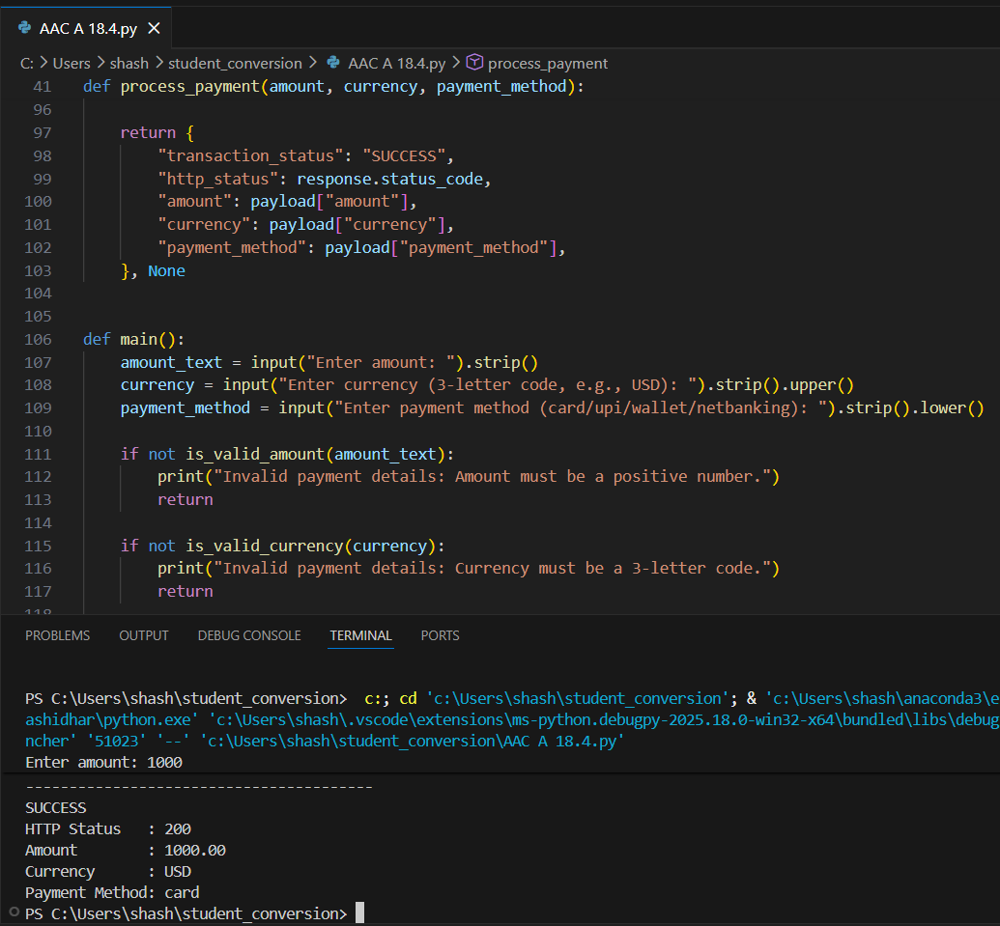 AAC A 18.4.py
C: > Users > shash > student_conversion > AAC A 18.4.py > process_payment
41 def process_payment(amount, currency, payment_method):
96
97 return {
98 "transaction_status": "SUCCESS",
99 "http_status": response.status_code,
100 "amount": payload["amount"],
101 "currency": payload["currency"],
102 "payment_method": payload["payment_method"],
103 }, None
104
105
106 def main():
107 amount_text = input("Enter amount: ").strip()
108 currency = input("Enter currency (3-letter code, e.g., USD): ").strip().upper()
109 payment_method = input("Enter payment method (card/upi/wallet/netbanking): ").strip().lower()
110
111 if not is_valid_amount(amount_text):
112 print("Invalid payment details: Amount must be a positive number.")
113 return
114
115 if not is_valid_currency(currency):
116 print("Invalid payment details: Currency must be a 3-letter code.")
117 return
118
PROBLEMS OUTPUT DEBUG CONSOLE TERMINAL PORTS
PS C:\Users\shash\student_conversion> c:; cd 'c:\Users\shash\student_conversion'; & 'c:\Users\shash\anaconda3\e
ashidhar\python.exe' 'c:\Users\shash\.vscode\extensions\ms-python.debugpy-2025.18.0-win32-x64\bundled\libs\debug
ncher' '51023' '--' 'c:\Users\shash\student_conversion\AAC A 18.4.py'
Enter amount: 1000
----------------------------------------
SUCCESS
HTTP Status : 200
Amount : 1000.00
Currency : USD
Payment Method: card
PS C:\Users\shash\student_conversion>